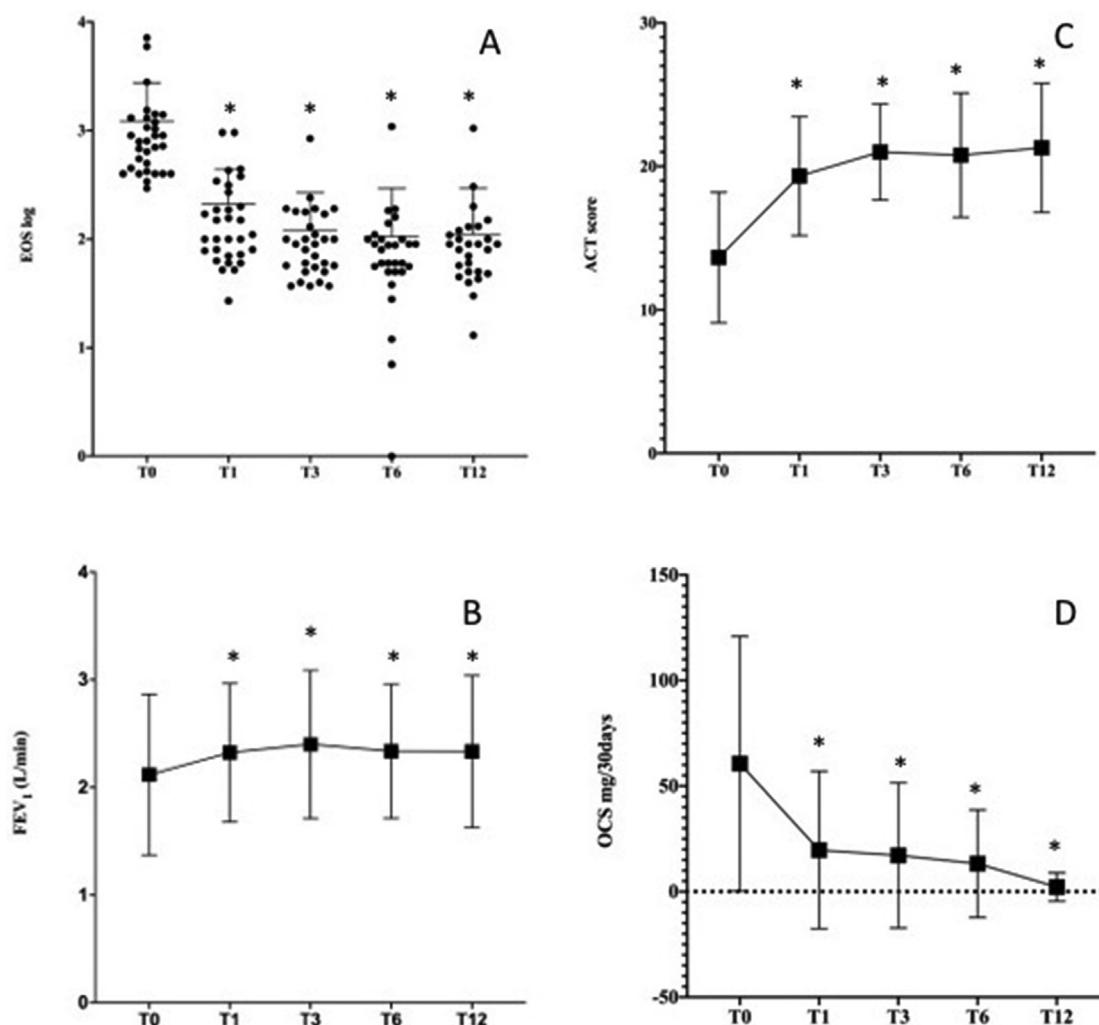 A
EOS log
4
3
2
1
0
* * * *
T0 T1 T3 T6 T12
C
ACT score
30
20
10
0
* * * *
T0 T1 T3 T6 T12
B
FEV1 (L/min)
4
3
2
1
0
* * * *
T0 T1 T3 T6 T12
D
OCS mg/30days
150
100
50
0
-50
* * * *
T0 T1 T3 T6 T12